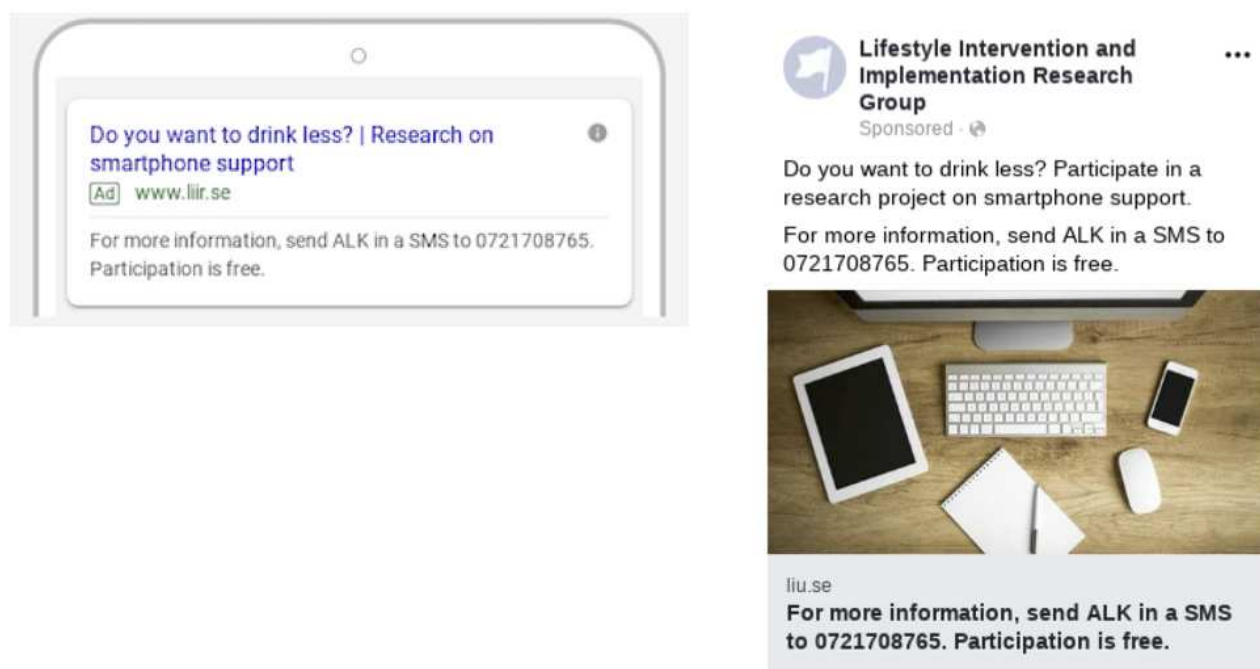 Do you want to drink less? | Research on
smartphone support
Ad www.liir.se
For more information, send ALK in a SMS to 0721708765.
Participation is free.
Lifestyle Intervention and
Implementation Research
Group
Sponsored ·
Do you want to drink less? Participate in a
research project on smartphone support.
For more information, send ALK in a SMS to
0721708765. Participation is free.
liu.se
For more information, send ALK in a SMS
to 0721708765. Participation is free.